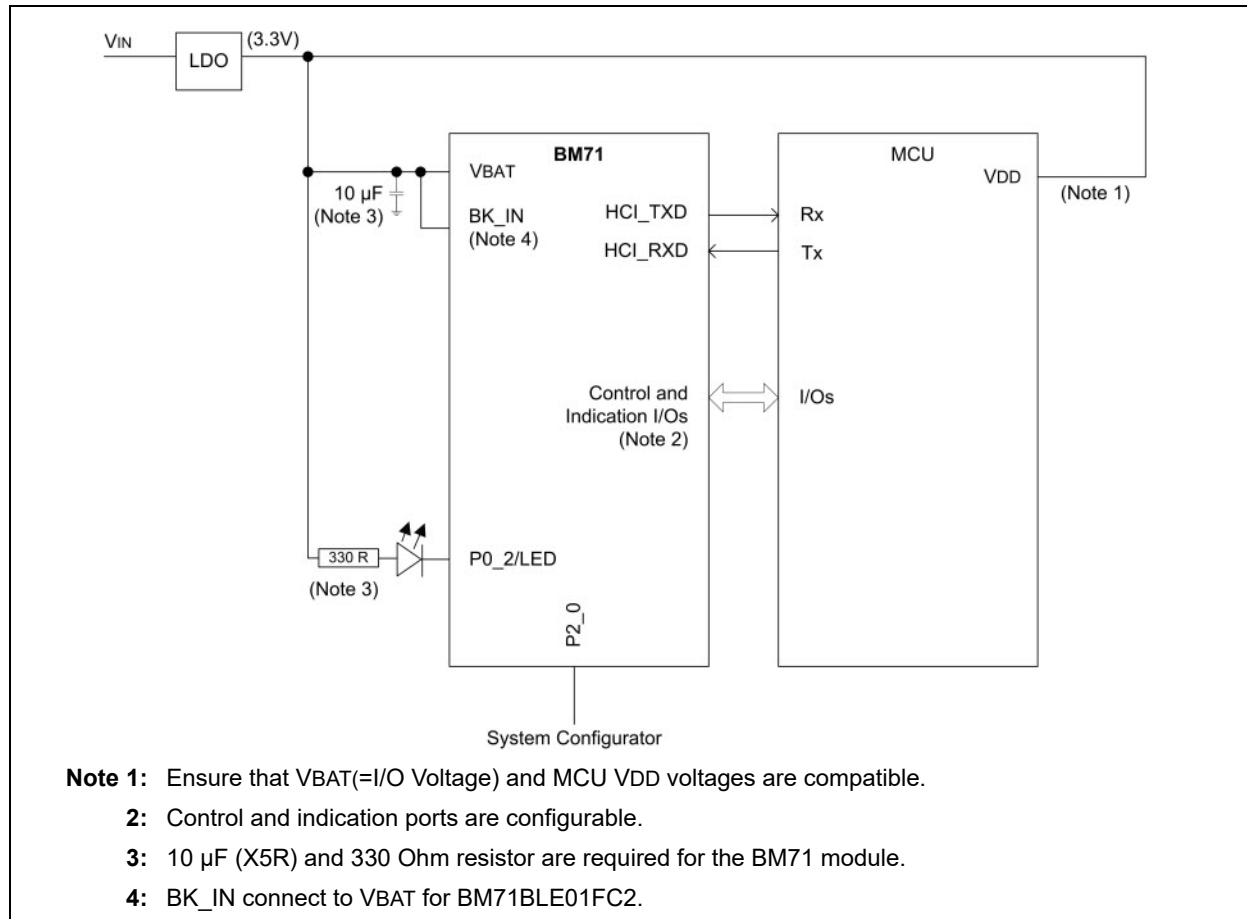 VIN
LDO
(3.3V)
BM71
MCU
VBAT
VDD
10 µF
(Note 3)
(Note 1)
BK_IN
(Note 4)
HCI_TXD
Rx
HCI_RXD
Tx
Control and
Indication I/Os
(Note 2)
I/Os
330 R
P0_2/LED
(Note 3)
P2_0
System Configurator
Note 1: Ensure that VBAT(=I/O Voltage) and MCU VDD voltages are compatible.
2: Control and indication ports are configurable.
3: 10 µF (X5R) and 330 Ohm resistor are required for the BM71 module.
4: BK_IN connect to VBAT for BM71BLE01FC2.